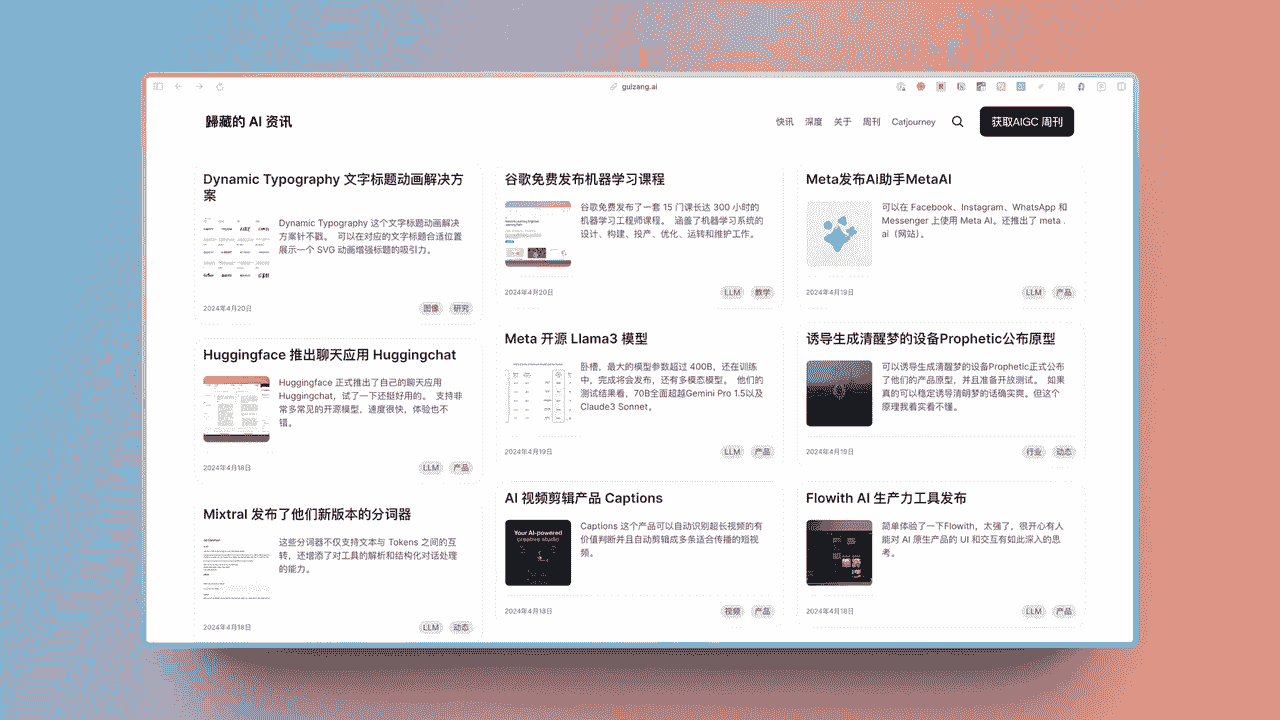 guizang.ai
歸藏的 AI 资讯
快讯 深度 关于 周刊 Catjourney
获取AIGC 周刊
Dynamic Typography 文字标题动画解决方
案
Dynamic Typography 这个文字标题动画解决
方案针不戳。 可以在对应的文字标题合适位置
展示一个 SVG 动画增强标题的吸引力。
2024年4月20日
图像 研究
Huggingface 推出聊天应用 Huggingchat
Huggingface 正式推出了自己的聊天应用
Huggingchat，试了一下还挺好用的。 支持非
常多常见的开源模型，速度很快，体验也不
错。
2024年4月18日
LLM 产品
Mixtral 发布了他们新版本的分词器
这些分词器不仅支持文本与 Tokens 之间的互
转，还增添了对工具的解析和结构化对话处理
的能力。
2024年4月18日
LLM 动态
谷歌免费发布机器学习课程
谷歌免费发布了一套 15 门课长达 300 小时的
机器学习工程师课程。 涵盖了机器学习系统的
设计、构建、投产、优化、运转和维护工作。
2024年4月20日
LLM 教学
Meta 开源 Llama3 模型
卧槽，最大的模型参数超过 400B，还在训练
中，完成将会发布，还有多模态模型。 他们的
测试结果看，70B全面超越Gemini Pro 1.5以及
Claude3 Sonnet。
2024年4月19日
LLM 产品
AI 视频剪辑产品 Captions
Your AI-powered
creative studio
Captions 这个产品可以自动识别超长视频的有
价值判断并且自动剪辑成多条适合传播的短视
频。
2024年4月18日
视频 产品
Meta发布AI助手MetaAI
可以在 Facebook、Instagram、WhatsApp 和
Messenger 上使用 Meta AI。还推出了 meta .
ai（网站）。
2024年4月19日
LLM 产品
诱导生成清醒梦的设备Prophetic公布原型
可以诱导生成清醒梦的设备Prophetic正式公布
了他们的产品原型，并且准备开放测试。 如果
真的可以稳定诱导清明梦的话确实爽。但这个
原理我着实看不懂。
2024年4月19日
行业 动态
Flowith AI 生产力工具发布
简单体验了一下Flowith，太强了，很开心有人
能对 AI 原生产品的 UI 和交互有如此深入的思
考。
2024年4月18日
LLM 产品